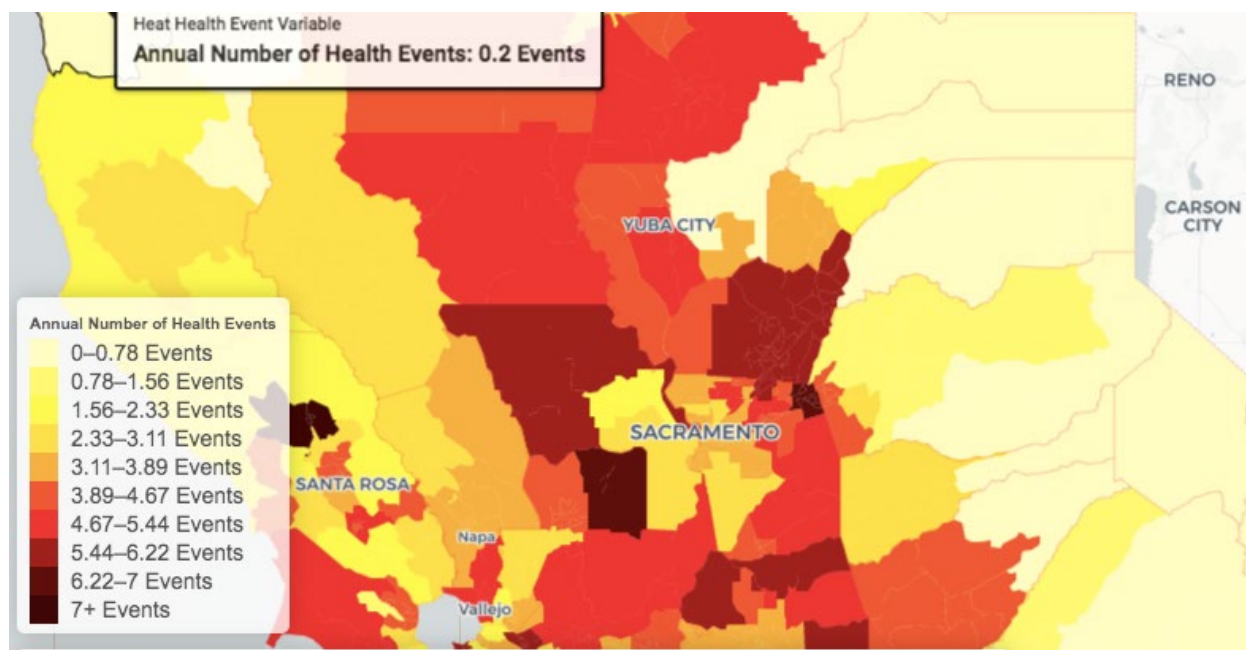 Heat Health Event Variable
Annual Number of Health Events: 0.2 Events
RENO
CARSON
CITY
YUBA CITY
SACRAMENTO
SANTA ROSA
Napa
Vallejo
Annual Number of Health Events
0–0.78 Events
0.78–1.56 Events
1.56–2.33 Events
2.33–3.11 Events
3.11–3.89 Events
3.89–4.67 Events
4.67–5.44 Events
5.44–6.22 Events
6.22–7 Events
7+ Events